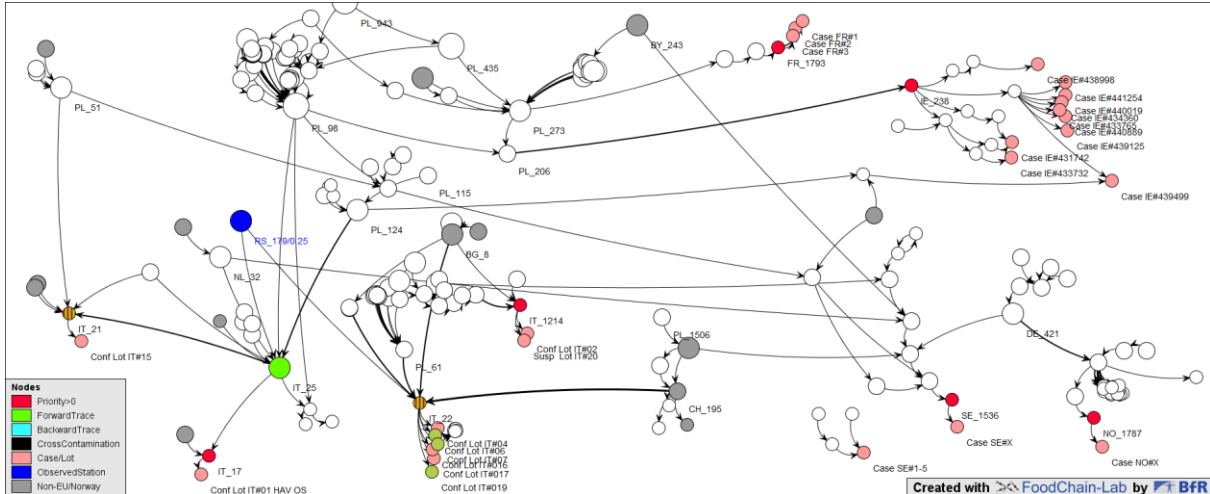 PL_943
BY_243
Case FR#1
Case FR#2
Case FR#3
FR_1793
PL_435
PL_51
PL_98
PL_273
PL_206
IE_238
Case IE#438998
Case IE#441254
Case IE#440019
Case IE#434360
Case IE#433765
Case IE#440889
Case IE#439125
Case IE#431742
Case IE#433732
Case IE#439499
PL_115
PL_124
RS_179/0.25
BG_8
NL_32
IT_21
Conf Lot IT#15
IT_1214
Conf Lot IT#02
Susp Lot IT#20
PL_1506
DE_421
PL_61
IT_25
CH_195
IT_22
Conf Lot IT#04
Conf Lot IT#06
Conf Lot IT#07
Conf Lot IT#016
Conf Lot IT#017
Conf Lot IT#019
SE_1536
Case SE#X
NO_1787
Case NO#X
Case SE#1-5
IT_17
Conf Lot IT#01 HAV OS
Nodes
Priority>0
ForwardTrace
BackwardTrace
CrossContamination
Case/Lot
ObservedStation
Non-EU/Norway
Created with FoodChain-Lab by BfR